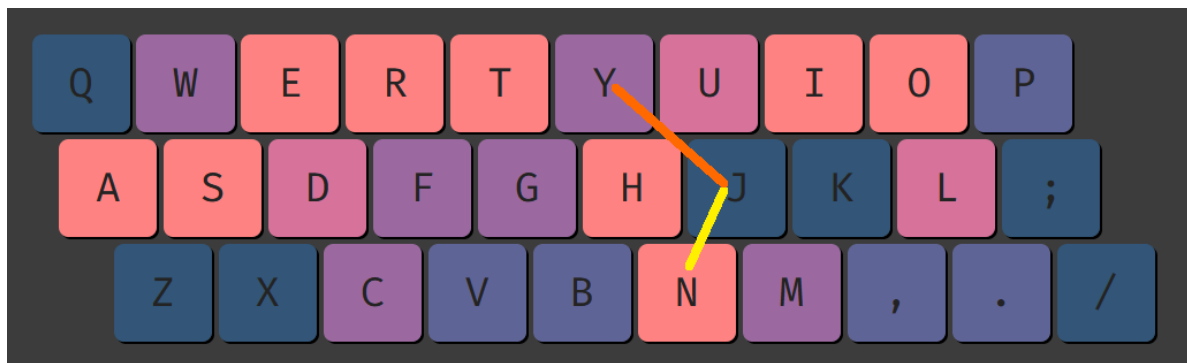 Q W E R T Y U I O P
A S D F G H J K L ;
Z X C V B N M , . /